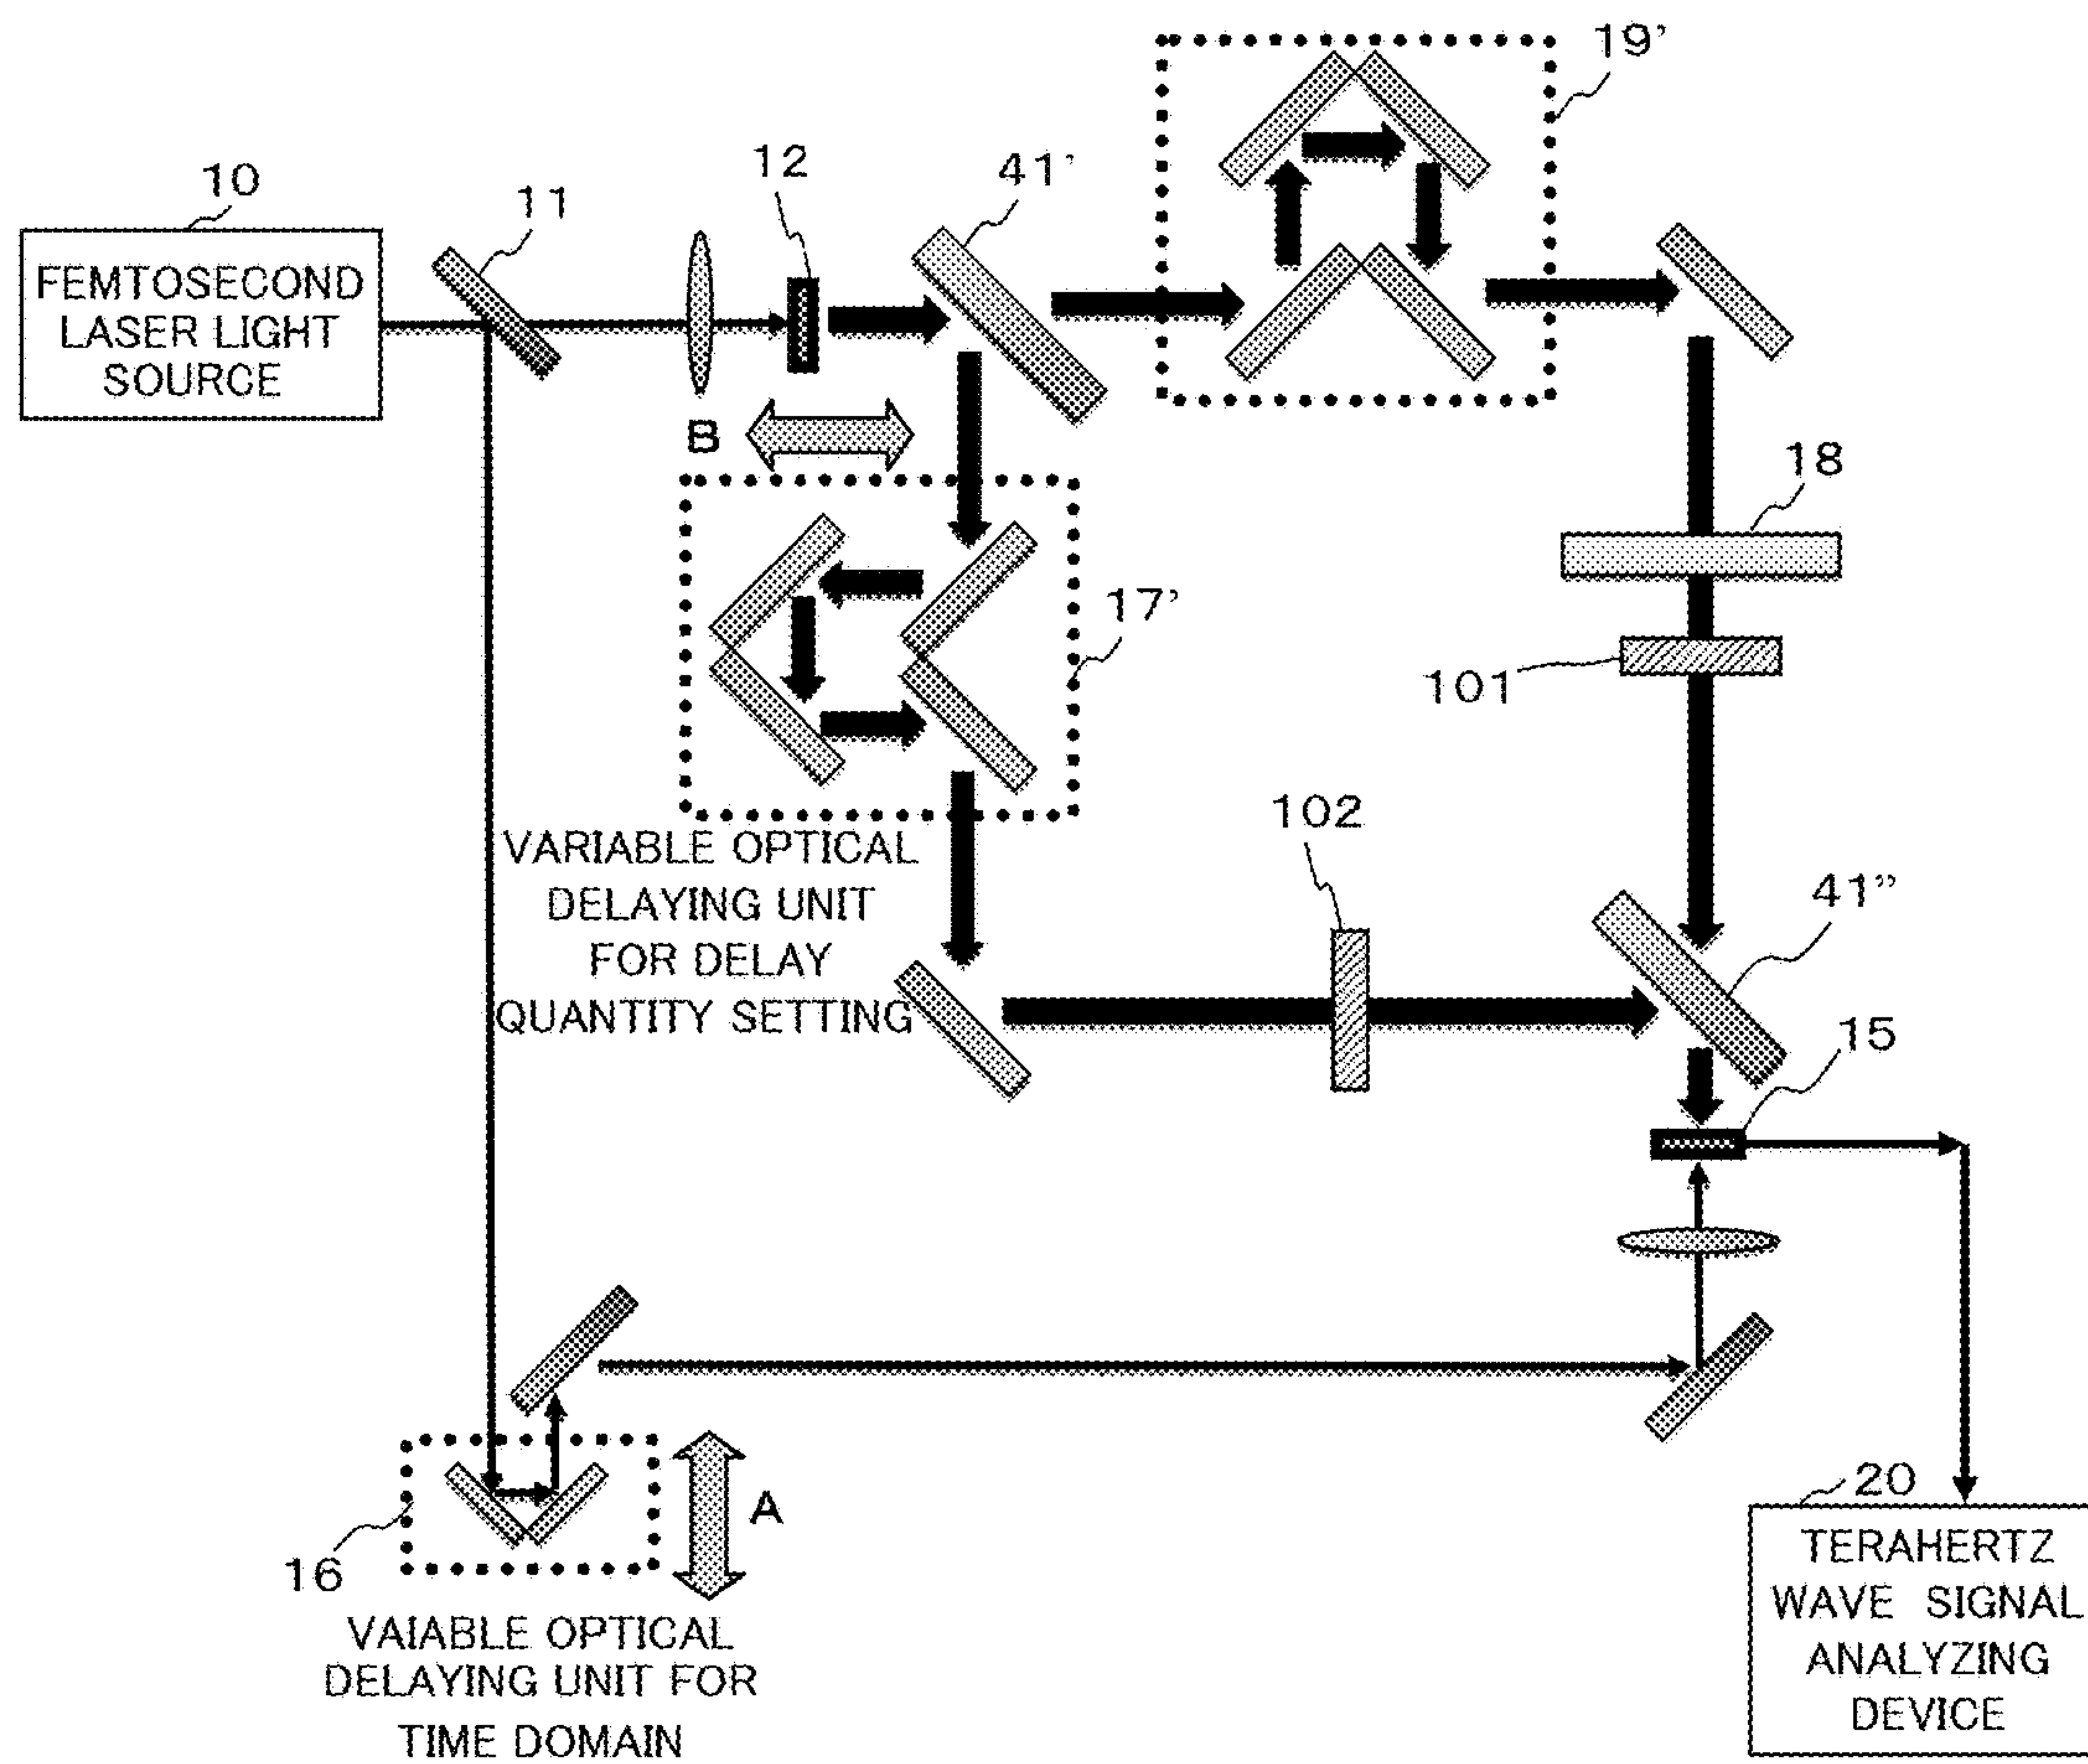 19’
10
11
12
41’
FEMTOSECOND
LASER LIGHT
SOURCE
B
18
17’
101
102
VARIABLE OPTICAL
DELAYING UNIT
FOR DELAY
QUANTITY SETTING
41”
15
A
16
20
VAIABLE OPTICAL
DELAYING UNIT FOR
TIME DOMAIN
TERAHERTZ
WAVE SIGNAL
ANALYZING
DEVICE